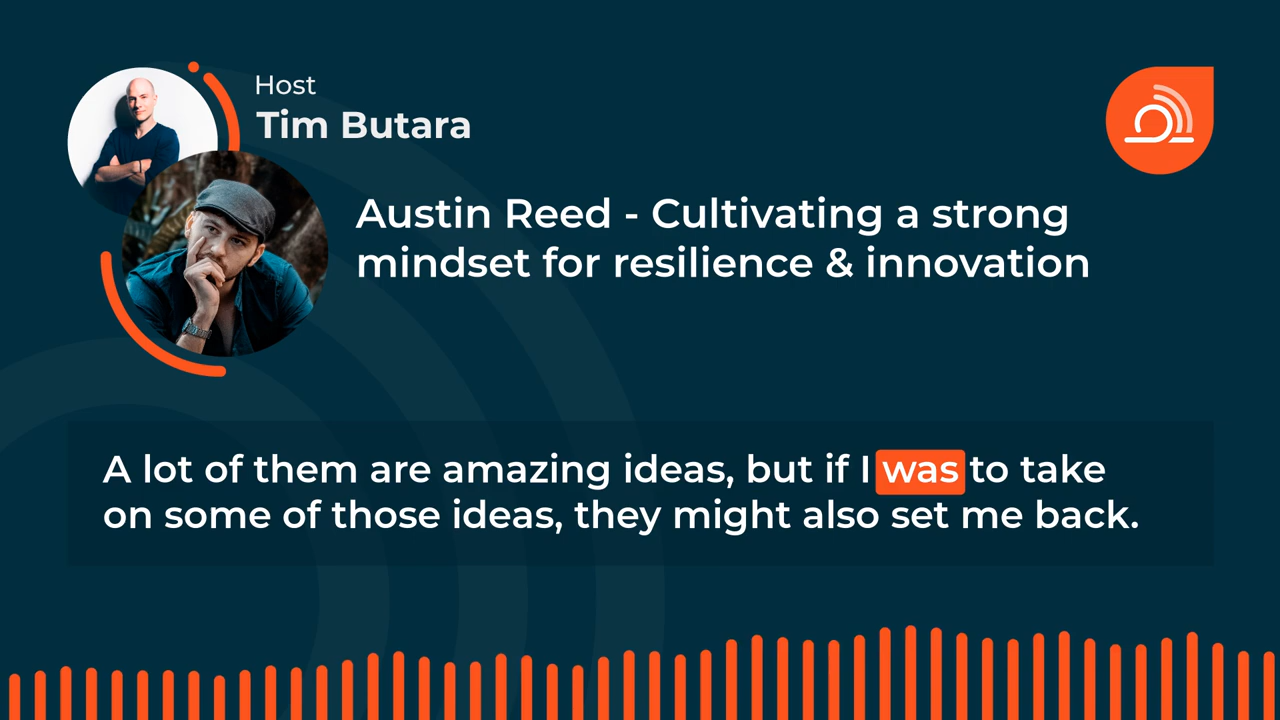 Host
Tim Butara
Austin Reed - Cultivating a strong
mindset for resilience & innovation
A lot of them are amazing ideas, but if I was to take
on some of those ideas, they might also set me back.